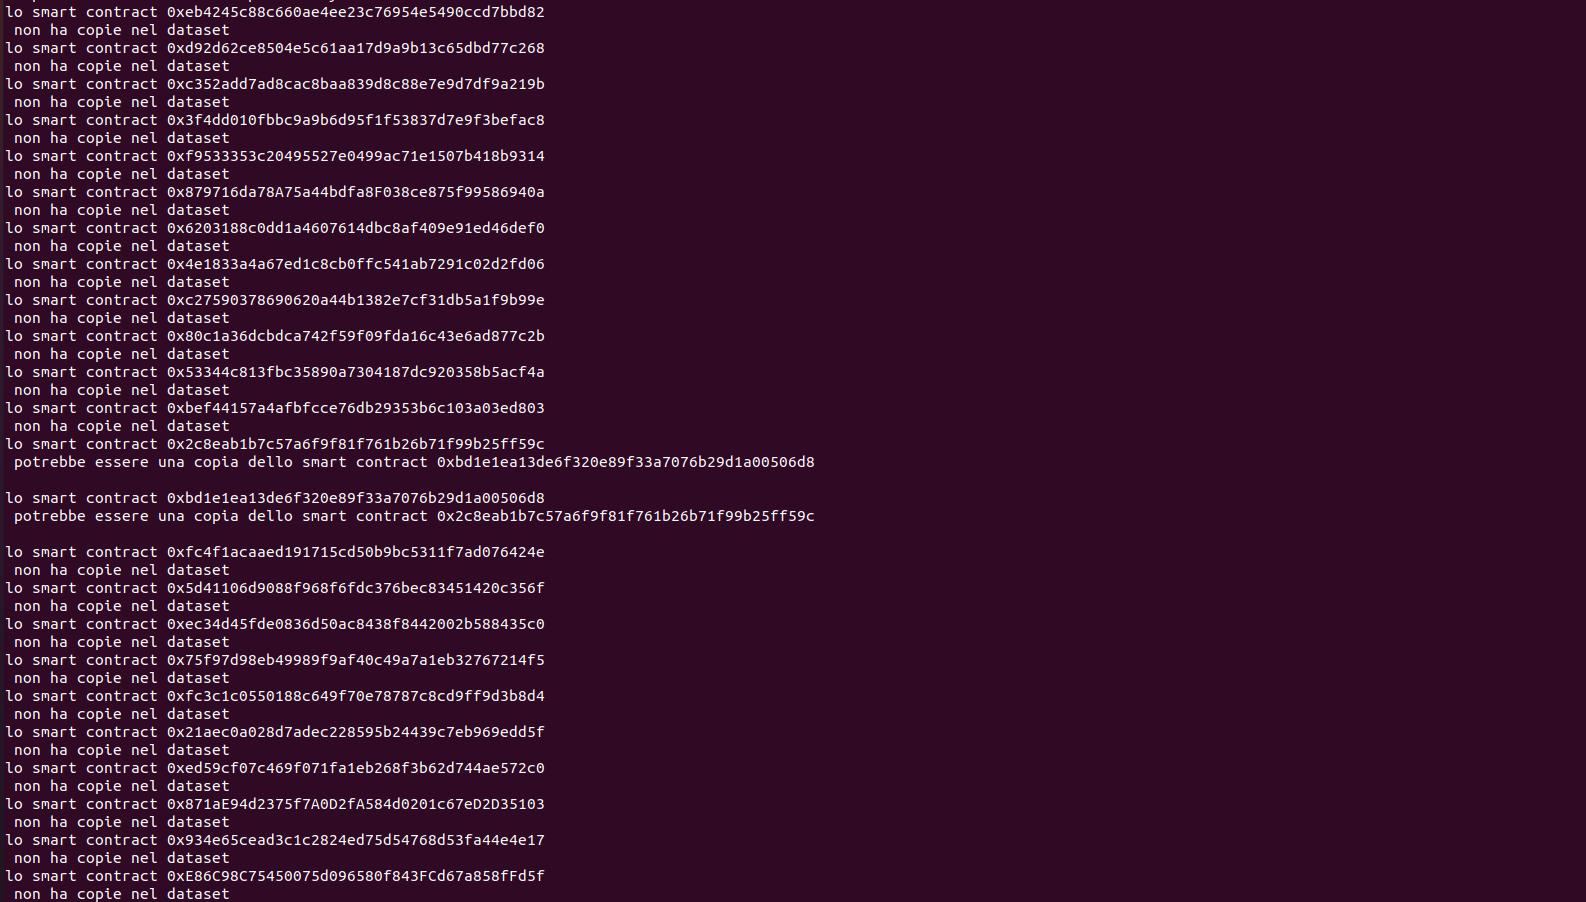 lo smart contract 0xeb4245c88c660ae4ee23c76954e5490ccd7bbd82
non ha copie nel dataset
lo smart contract 0xd92d62ce8504e5c61aa17d9a9b13c65dbd77c268
non ha copie nel dataset
lo smart contract 0xc352add7ad8cac8baa839d8c88e7e9d7df9a219b
non ha copie nel dataset
lo smart contract 0x3f4dd010fbbc9a9b6d95f1f53837d7e9f3befac8
non ha copie nel dataset
lo smart contract 0xf9533353c20495527e0499ac71e1507b418b9314
non ha copie nel dataset
lo smart contract 0x879716da78A75a44bdfa8F038ce875f99586940a
non ha copie nel dataset
lo smart contract 0x6203188c0dd1a4607614dbc8af409e91ed46def0
non ha copie nel dataset
lo smart contract 0x4e1833a4a67ed1c8cb0ffc541ab7291c02d2fd06
non ha copie nel dataset
lo smart contract 0xc27590378690620a44b1382e7cf31db5a1f9b99e
non ha copie nel dataset
lo smart contract 0x80c1a36dcbdca742f59f09fda16c43e6ad877c2b
non ha copie nel dataset
lo smart contract 0x53344c813fbc35890a7304187dc920358b5acf4a
non ha copie nel dataset
lo smart contract 0xbef44157a4afbfcce76db29353b6c103a03ed803
non ha copie nel dataset
lo smart contract 0x2c8eab1b7c57a6f9f81f761b26b71f99b25ff59c
potrebbe essere una copia dello smart contract 0xbd1e1ea13de6f320e89f33a7076b29d1a00506d8
lo smart contract 0xbd1e1ea13de6f320e89f33a7076b29d1a00506d8
potrebbe essere una copia dello smart contract 0x2c8eab1b7c57a6f9f81f761b26b71f99b25ff59c
lo smart contract 0xfc4f1acaaed191715cd50b9bc5311f7ad076424e
non ha copie nel dataset
lo smart contract 0x5d41106d9088f968f6fdc376bec83451420c356f
non ha copie nel dataset
lo smart contract 0xec34d45fde0836d50ac8438f8442002b588435c0
non ha copie nel dataset
lo smart contract 0x75f97d98eb49989f9af40c49a7a1eb32767214f5
non ha copie nel dataset
lo smart contract 0xfc3c1c0550188c649f70e78787c8cd9ff9d3b8d4
non ha copie nel dataset
lo smart contract 0x21aec0a028d7adec228595b24439c7eb969edd5f
non ha copie nel dataset
lo smart contract 0xed59cf07c469f071fa1eb268f3b62d744ae572c0
non ha copie nel dataset
lo smart contract 0x871aE94d2375f7A0D2fA584d0201c67eD2D35103
non ha copie nel dataset
lo smart contract 0x934e65cead3c1c2824ed75d54768d53fa44e4e17
non ha copie nel dataset
lo smart contract 0xE86C98C75450075d096580f843FCd67a858fFd5f
non ha copie nel dataset